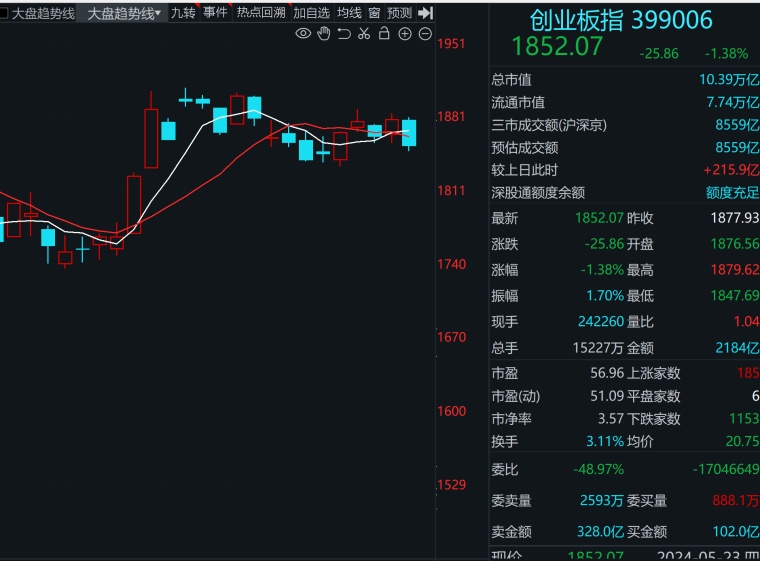 大盘趋势线 大盘趋势线▾ 九转 事件 热点回溯 加自选 均线 窗 预测
1951
1881
1811
1740
1670
1600
1529
创业板指 399006
1852.07 -25.86 -1.38%
总市值 10.39万亿
流通市值 7.74万亿
三市成交额(沪深京) 8559亿
预估成交额 8559亿
较上日此时 +215.9亿
深股通额度余额 额度充足
最新 1852.07 昨收 1877.93
涨跌 -25.86 开盘 1876.56
涨幅 -1.38% 最高 1879.62
振幅 1.70% 最低 1847.69
现手 242260 量比 1.04
总手 15227万 金额 2184亿
市盈 56.96 上涨家数 185
市盈(动) 51.09 平盘家数 6
市净率 3.57 下跌家数 1153
换手 3.11% 均价 20.75
委比 -48.97% -17046649
委卖量 2593万 委买量 888.1万
卖金额 328.0亿 买金额 102.0亿
现价 1852.07 2024-05-23 四